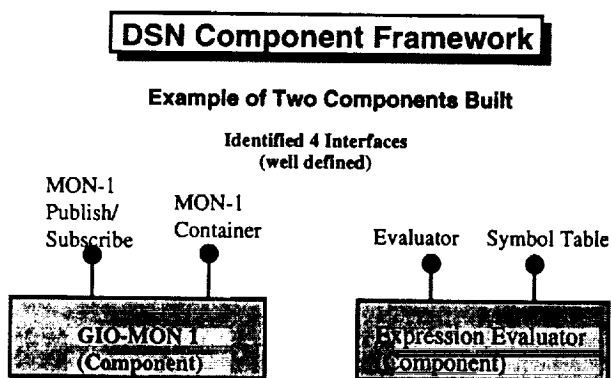 DSN Component Framework
Example of Two Components Built
Identified 4 Interfaces
(well defined)
MON-1
Publish/
Subscribe
MON-1
Container
Evaluator
Symbol Table
GIO-MON 1
(Component)
Expression Evaluator
(Component)